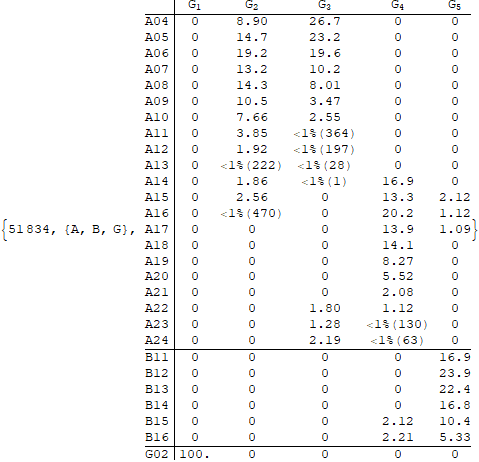 G1 G2 G3 G4 G5
A04 0 8.90 26.7 0 0
A05 0 14.7 23.2 0 0
A06 0 19.2 19.6 0 0
A07 0 13.2 10.2 0 0
A08 0 14.3 8.01 0 0
A09 0 10.5 3.47 0 0
A10 0 7.66 2.55 0 0
A11 0 3.85 <1%(364) 0 0
A12 0 1.92 <1%(197) 0 0
A13 0 <1%(222) <1%(28) 0 0
A14 0 1.86 <1%(1) 16.9 0
A15 0 2.56 0 13.3 2.12
A16 0 <1%(470) 0 20.2 1.12
{51834, {A, B, G}, A17 0 0 0 13.9 1.09}
A18 0 0 0 14.1 0
A19 0 0 0 8.27 0
A20 0 0 0 5.52 0
A21 0 0 0 2.08 0
A22 0 0 1.80 1.12 0
A23 0 0 1.28 <1%(130) 0
A24 0 0 2.19 <1%(63) 0
B11 0 0 0 0 16.9
B12 0 0 0 0 23.9
B13 0 0 0 0 22.4
B14 0 0 0 0 16.8
B15 0 0 0 2.12 10.4
B16 0 0 0 2.21 5.33
G02 100. 0 0 0 0